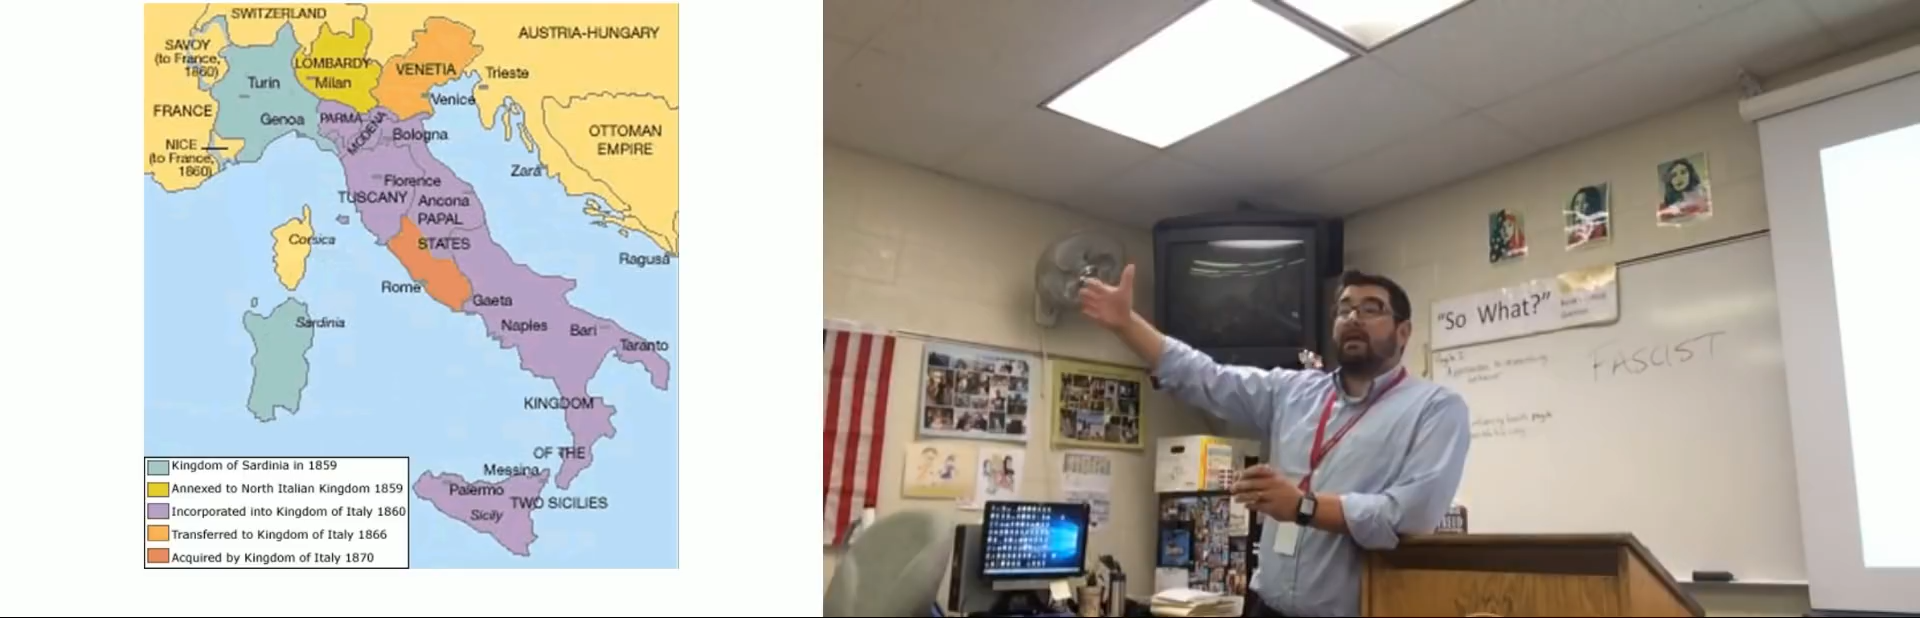 SWITZERLAND
AUSTRIA-HUNGARY
SAVOY
(to France,
1860)
LOMBARDY
VENETIA
Trieste
Turin
Milan
Venice
FRANCE
Genoa
PARMA
MODENA
Bologna
OTTOMAN
EMPIRE
NICE
(to France,
1860)
Zara
Florence
TUSCANY
Ancona
PAPAL
STATES
Corsica
Ragusa
Rome
Gaeta
Sardinia
Naples
Bari
Taranto
KINGDOM
OF THE
Messina
Palermo
TWO SICILIES
Sicily
Kingdom of Sardinia in 1859
Annexed to North Italian Kingdom 1859
Incorporated into Kingdom of Italy 1860
Transferred to Kingdom of Italy 1866
Acquired by Kingdom of Italy 1870
"So What?"
FASCIST